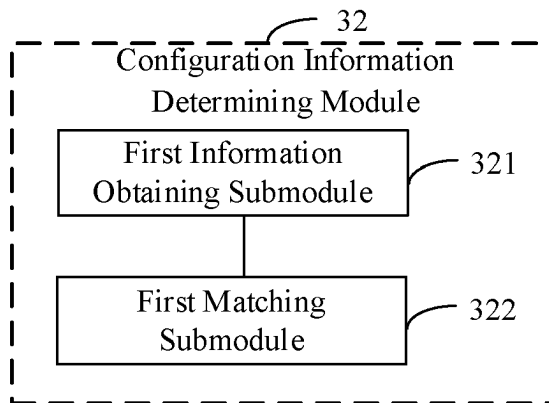 32
Configuration Information
Determining Module
First Information
Obtaining Submodule
321
First Matching
Submodule
322